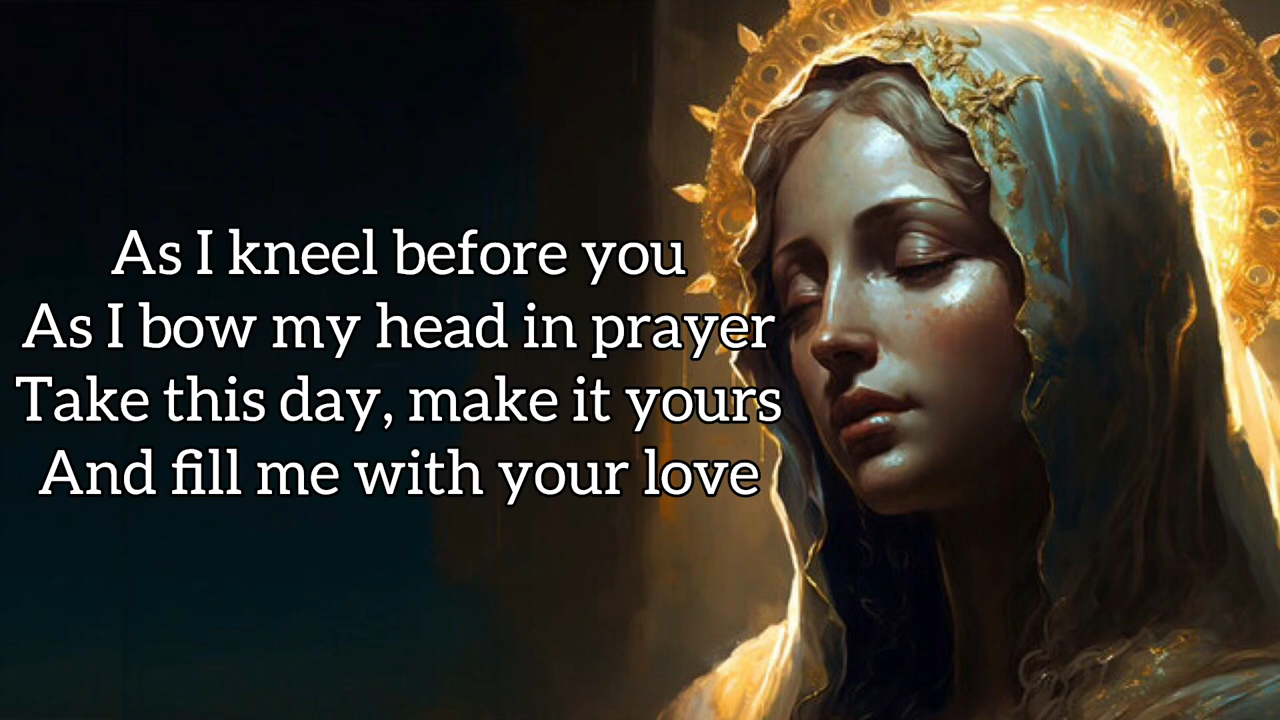 As I kneel before you
As I bow my head in prayer
Take this day, make it yours
And fill me with your love